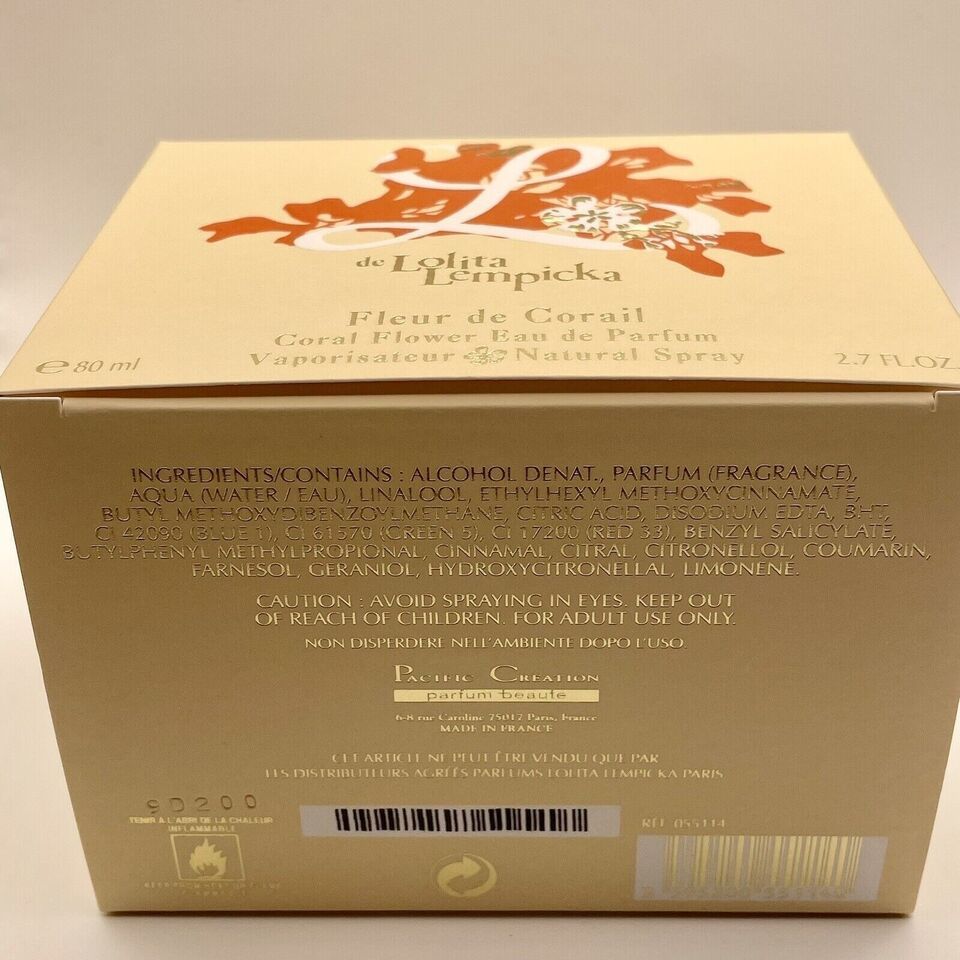 L
de Lolita
Lempicka
Fleur de Corail
Coral Flower Eau de Parfum
Vaporisateur Natural Spray
e 80 ml
2.7 FL.OZ.
INGREDIENTS/CONTAINS : ALCOHOL DENAT., PARFUM (FRAGRANCE),
AQUA (WATER / EAU), LINALOOL, ETHYLHEXYL METHOXYCINNAMATE,
BUTYL METHOXYDIBENZOYLMETHANE, CITRIC ACID, DISODIUM EDTA, BHT,
CI 42090 (BLUE 1), CI 61570 (GREEN 5), CI 17200 (RED 33), BENZYL SALICYLATE,
BUTYLPHENYL METHYLPROPIONAL, CINNAMAL, CITRAL, CITRONELLOL, COUMARIN,
FARNESOL, GERANIOL, HYDROXYCITRONELLAL, LIMONENE.
CAUTION : AVOID SPRAYING IN EYES. KEEP OUT
OF REACH OF CHILDREN. FOR ADULT USE ONLY.
NON DISPERDERE NELL'AMBIENTE DOPO L'USO.
PACIFIC CREATION
parfum beauté
6-8 rue Caroline 75017 Paris, France
MADE IN FRANCE
CET ARTICLE NE PEUT ÊTRE VENDU QUE PAR
LES DISTRIBUTEURS AGRÉÉS PARFUMS LOLITA LEMPICKA PARIS
9D200
TENIR A L'ABRI DE LA CHALEUR
INFLAMMABLE
RÉF. 055114